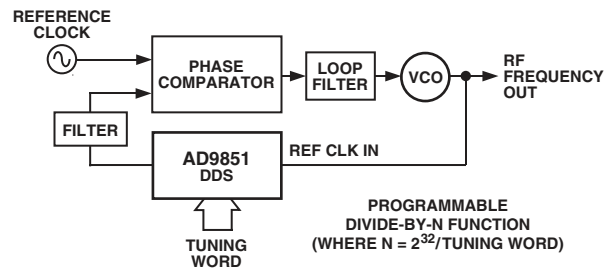 REFERENCE
CLOCK
PHASE
COMPARATOR
LOOP
FILTER
VCO
RF
FREQUENCY
OUT
FILTER
AD9851
DDS
REF CLK IN
TUNING
WORD
PROGRAMMABLE
DIVIDE-BY-N FUNCTION
(WHERE N = 2³²/TUNING WORD)